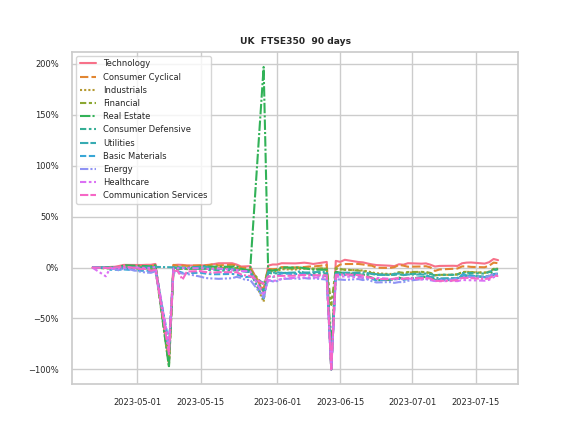 UK FTSE350 90 days
200%
150%
100%
50%
0%
−50%
−100%
Technology
Consumer Cyclical
Industrials
Financial
Real Estate
Consumer Defensive
Utilities
Basic Materials
Energy
Healthcare
Communication Services
2023-05-01 2023-05-15 2023-06-01 2023-06-15 2023-07-01 2023-07-15